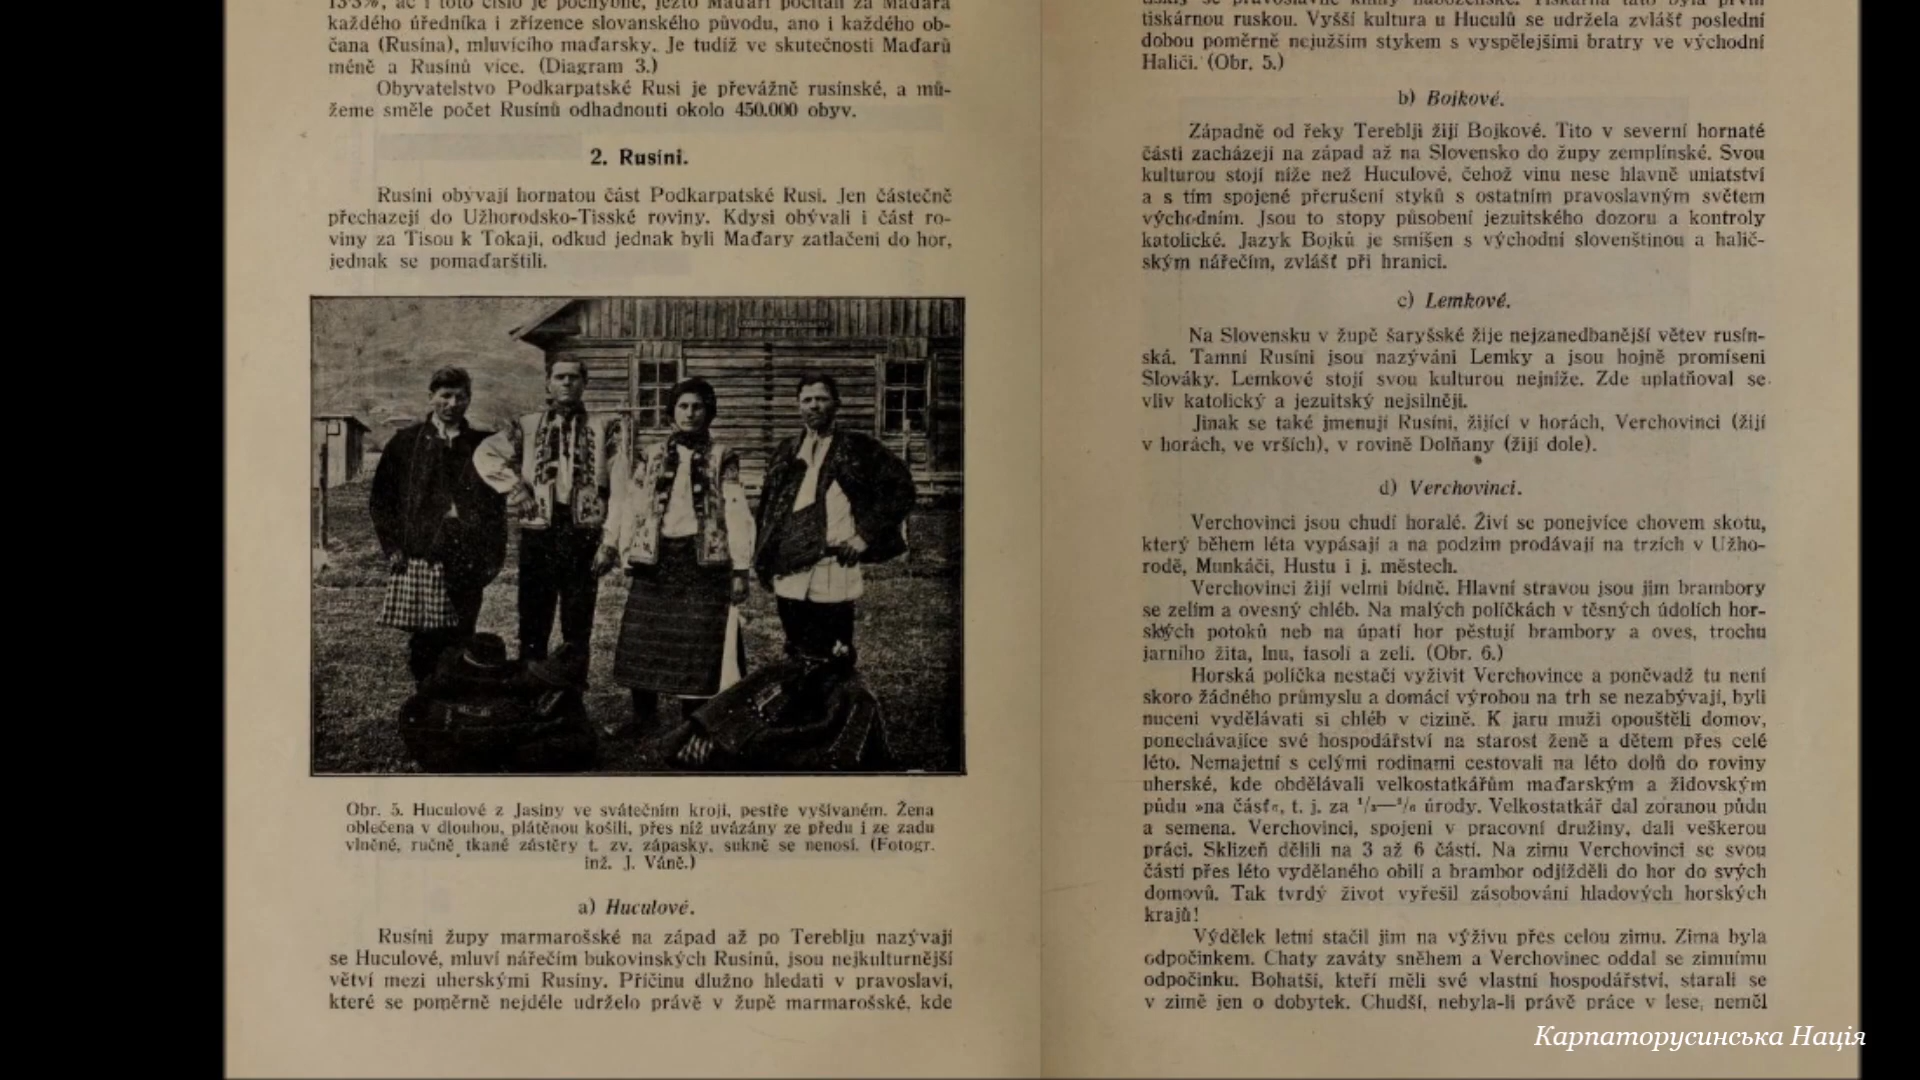 každého úředníka i zřízence slovanského původu, ano i každého ob-
čana (Rusína), mluvícího maďarsky. Je tudíž ve skutečnosti Maďarů
méně a Rusínů více. (Diagram 3.)
Obyvatelstvo Podkarpatské Rusi je převážně rusínské, a mů-
žeme směle počet Rusínů odhadnouti okolo 450.000 obyv.
2. Rusíni.
Rusíni obývají hornatou část Podkarpatské Rusi. Jen částečně
přecházejí do Užhorodsko-Tisské roviny. Kdysi obývali i část ro-
viny za Tisou k Tokaji, odkud jednak byli Maďary zatlačeni do hor,
jednak se pomaďarštili.
Obr. 5. Huculové z Jasiny ve svátečním kroji, pestře vyšívaném. Žena
oblečena v dlouhou, plátěnou košili, přes níž uvázány ze předu i ze zadu
vlněné, ručně tkané zástěry t. zv. zápasky, sukně se nenosí. (Fotogr.
inž. J. Váně.)
a) Huculové.
Rusíni župy marmarošské na západ až po Tereblju nazývají
se Huculové, mluví nářečím bukovinských Rusínů, jsou nejkulturnější
větví mezi uherskými Rusíny. Příčinu dlužno hledati v pravoslaví,
které se poměrně nejdéle udrželo právě v župě marmarošské, kde
tiskárnou ruskou. Vyšší kultura u Huculů se udržela zvlášť poslední
dobou poměrně nejužším stykem s vyspělejšími bratry ve východní
Haliči. (Obr. 5.)
b) Bojkové.
Západně od řeky Tereblji žijí Bojkové. Tito v severní hornaté
části zacházejí na západ až na Slovensko do župy zemplínské. Svou
kulturou stojí níže než Huculové, čehož vinu nese hlavně uniatství
a s tím spojené přerušení styků s ostatním pravoslavným světem
východním. Jsou to stopy působení jezuitského dozoru a kontroly
katolické. Jazyk Bojků je smíšen s východní slovenštinou a halič-
ským nářečím, zvlášť při hranici.
c) Lemkové.
Na Slovensku v župě šaryšské žije nejzanedbanější větev rusín-
ská. Tamní Rusíni jsou nazýváni Lemky a jsou hojně promíseni
Slováky. Lemkové stojí svou kulturou nejníže. Zde uplatňoval se
vliv katolický a jezuitský nejsilněji.
Jinak se také jmenují Rusíni, žijící v horách, Verchovinci (žijí
v horách, ve vrších), v rovině Dolňany (žijí dole).
d) Verchovinci.
Verchovinci jsou chudí horalé. Živí se ponejvíce chovem skotu,
který během léta vypásají a na podzim prodávají na trzích v Užho-
rodě, Munkáči, Hustu i j. městech.
Verchovinci žijí velmi bídně. Hlavní stravou jsou jim brambory
se zelím a ovesný chléb. Na malých políčkách v těsných údolích hor-
ských potoků neb na úpatí hor pěstují brambory a oves, trochu
jarního žita, lnu, fasolí a zelí. (Obr. 6.)
Horská políčka nestačí vyživit Verchovince a poněvadž tu není
skoro žádného průmyslu a domácí výrobou na trh se nezabývají, byli
nuceni vydělávati si chléb v cizině. K jaru muži opouštěli domov,
ponechávajíce své hospodářství na starost ženě a dětem přes celé
léto. Nemajetní s celými rodinami cestovali na léto dolů do roviny
uherské, kde obdělávali velkostatkářům maďarským a židovským
půdu »na časť«, t. j. za úrody. Velkostatkář dal zoranou půdu
a semena. Verchovinci, spojeni v pracovní družiny, dali veškerou
práci. Sklizeň dělili na 3 až 6 částí. Na zimu Verchovinci se svou
částí přes léto vydělaného obilí a brambor odjížděli do hor do svých
domovů. Tak tvrdý život vyřešil zásobování hladových horských
krajů!
Výdělek letní stačil jim na výživu přes celou zimu. Zima byla
odpočinkem. Chaty zaváty sněhem a Verchovinec oddal se zimnímu
odpočinku. Bohatší, kteří měli své vlastní hospodářství, starali se
v zimě jen o dobytek. Chudší, nebyla-li právě práce v lese, neměl
Карпаторусинська Нація